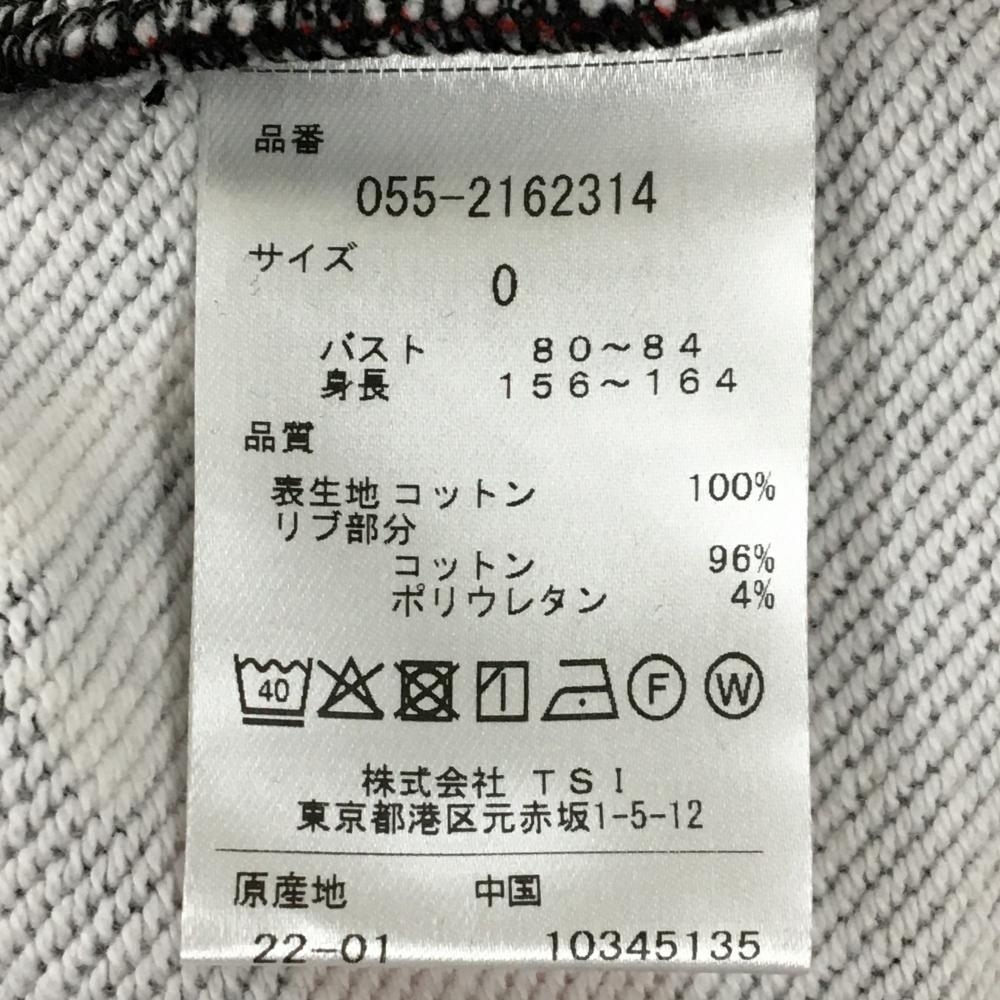 品番
055-2162314
サイズ
0
バスト 80~84
身長 156~164
品質
表生地 コットン 100%
リブ部分
コットン 96%
ポリウレタン 4%
40 F W
株式会社 TSI
東京都港区元赤坂1-5-12
原産地 中国
22-01 10345135